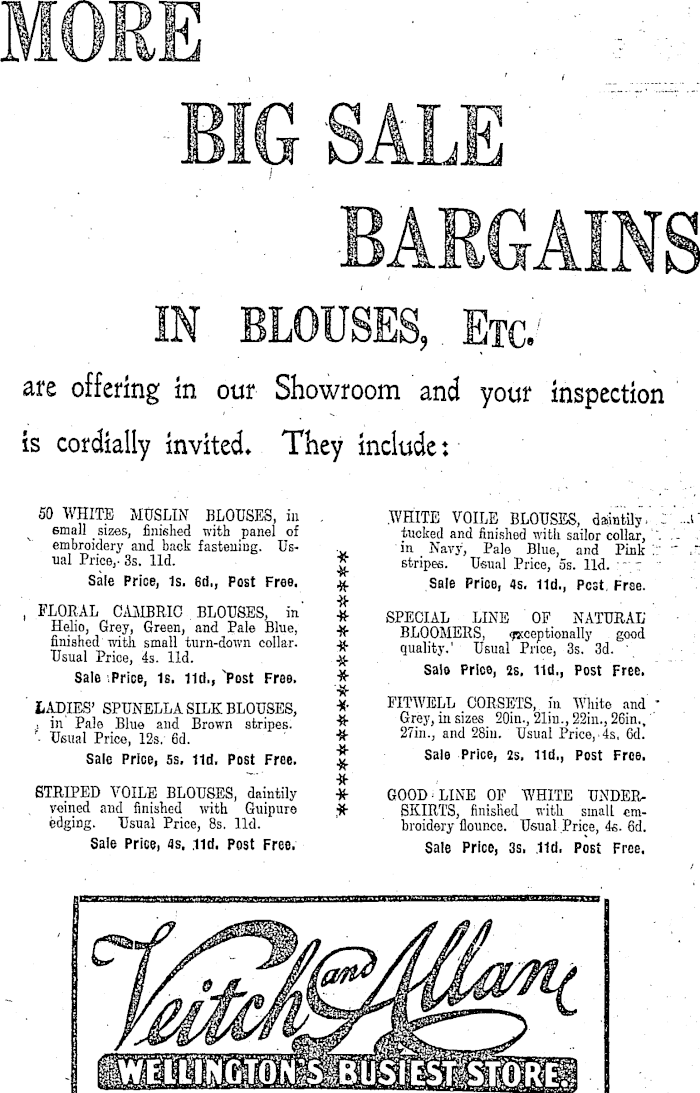 MORE
BIG SALE
BARGAINS
IN BLOUSES, ETC.
are offering in our Showroom and your inspection
is cordially invited. They include:
50 WHITE MUSLIN BLOUSES, in
small sizes, finished with panel of
embroidery and back fastening. Us-
ual Price, 3s. 11d.
Sale Price, 1s. 6d., Post Free.
FLORAL CAMBRIC BLOUSES, in
Helio, Grey, Green, and Pale Blue,
finished with small turn-down collar.
Usual Price, 4s. 11d.
Sale Price, 1s. 11d., Post Free.
LADIES' SPUNELLA SILK BLOUSES,
in Pale Blue and Brown stripes.
Usual Price, 12s. 6d.
Sale Price, 5s. 11d. Post Free.
STRIPED VOILE BLOUSES, daintily
veined and finished with Guipure
edging. Usual Price, 8s. 11d.
Sale Price, 4s. 11d. Post Free.
WHITE VOILE BLOUSES, daintily
tucked and finished with sailor collar,
in Navy, Pale Blue, and Pink
stripes. Usual Price, 5s. 11d.
Sale Price, 4s. 11d., Post Free.
SPECIAL LINE OF NATURAL
BLOOMERS, exceptionally good
quality. Usual Price, 3s. 3d.
Sale Price, 2s. 11d., Post Free.
FITWELL CORSETS, in White and
Grey, in sizes 20in., 21in., 22in., 26in.,
27in., and 28in. Usual Price, 4s. 6d.
Sale Price, 2s. 11d., Post Free.
GOOD LINE OF WHITE UNDER-
SKIRTS, finished with small em-
broidery flounce. Usual Price, 4s. 6d.
Sale Price, 3s. 11d. Post Free.
Veitch and Allan
WELLINGTON'S BUSIEST STORE.